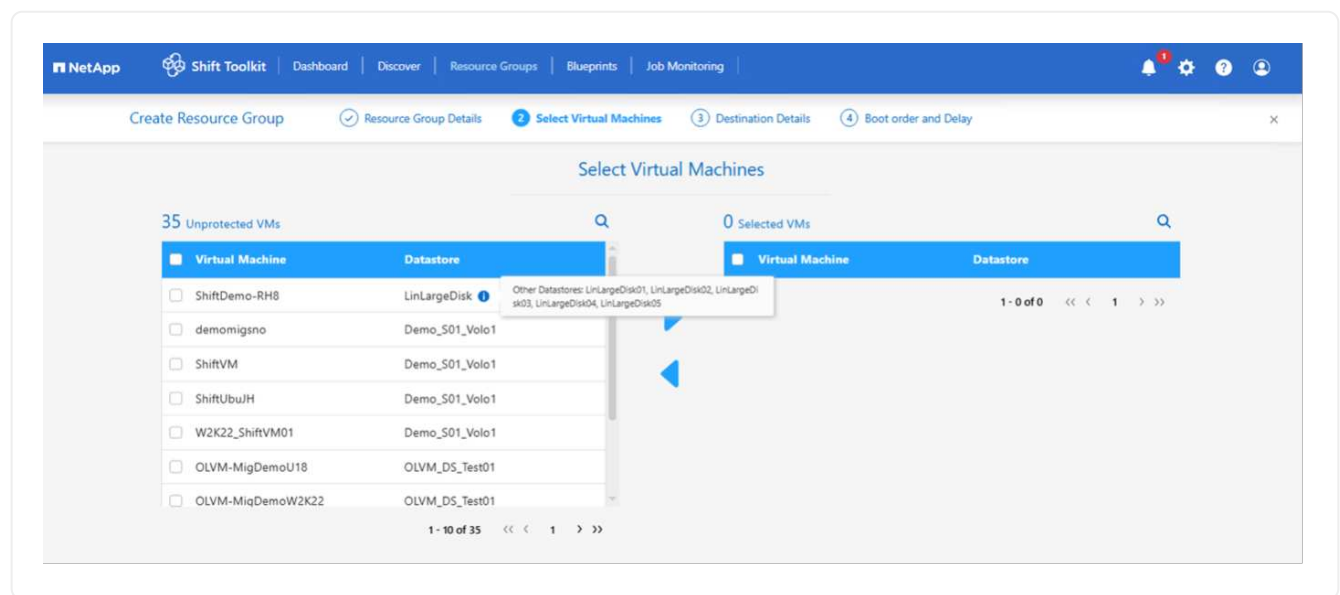 NetApp Shift Toolkit Dashboard Discover Resource Groups Blueprints Job Monitoring 1 ?
Create Resource Group Resource Group Details 2 Select Virtual Machines 3 Destination Details 4 Boot order and Delay ×
Select Virtual Machines
35 Unprotected VMs 0 Selected VMs
Virtual Machine Datastore Virtual Machine Datastore
ShiftDemo-RH8 LinLargeDisk i
Other Datastores: LinLargeDisk01, LinLargeDisk02, LinLargeDi
sk03, LinLargeDisk04, LinLargeDisk05
1 - 0 of 0 << < 1 > >>
demomigsno Demo_S01_Volo1
ShiftVM Demo_S01_Volo1
ShiftUbuJH Demo_S01_Volo1
W2K22_ShiftVM01 Demo_S01_Volo1
OLVM-MigDemoU18 OLVM_DS_Test01
OLVM-MigDemoW2K22 OLVM_DS_Test01
1 - 10 of 35 << < 1 > >>